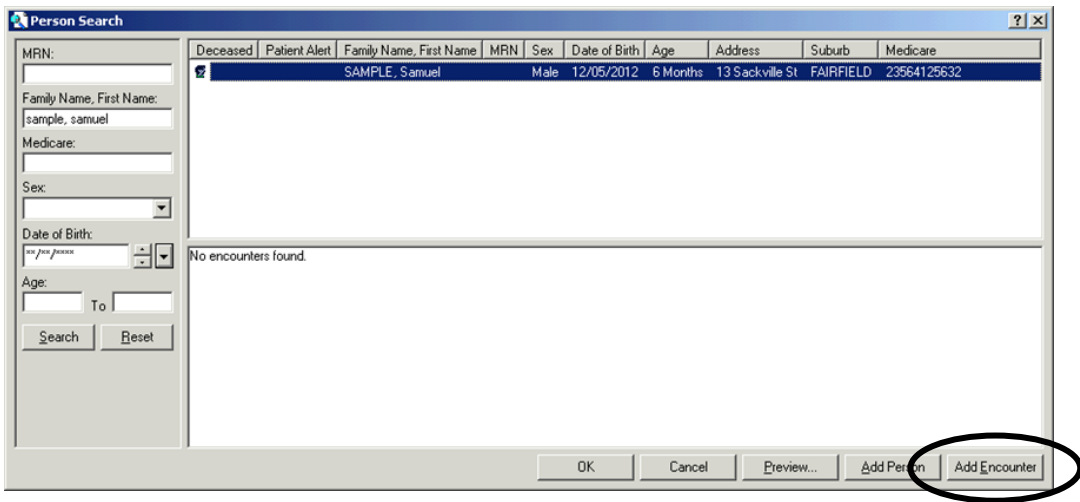 Person Search
MRN:
Family Name, First Name:
sample, samuel
Medicare:
Sex:
Date of Birth:
**/**/****
Age:
To
Search Reset
Deceased Patient Alert Family Name, First Name MRN Sex Date of Birth Age Address Suburb Medicare
SAMPLE, Samuel Male 12/05/2012 6 Months 13 Sackville St FAIRFIELD 23564125632
No encounters found.
OK Cancel Preview... Add Person Add Encounter